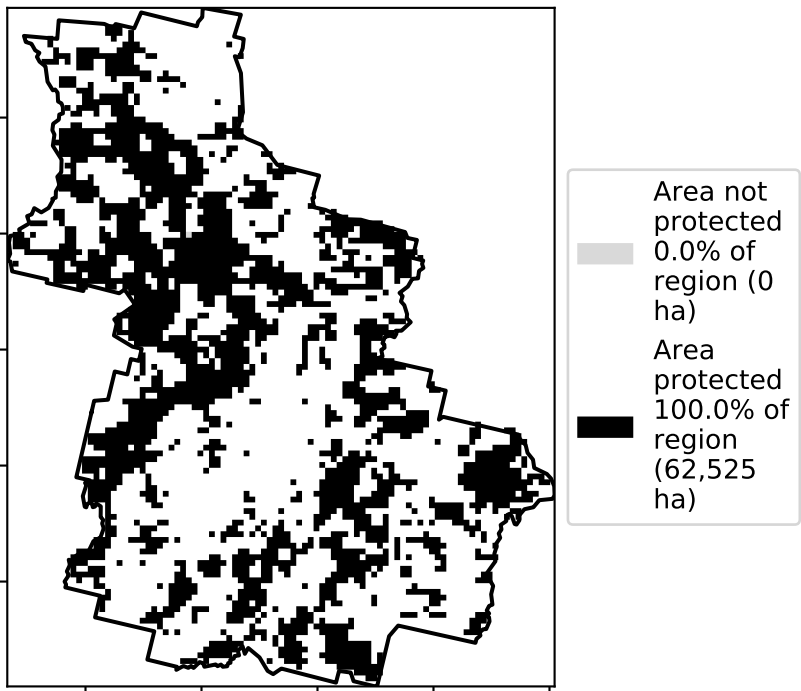 Area not
protected
0.0% of
region (0
ha)
Area
protected
100.0% of
region
(62,525
ha)